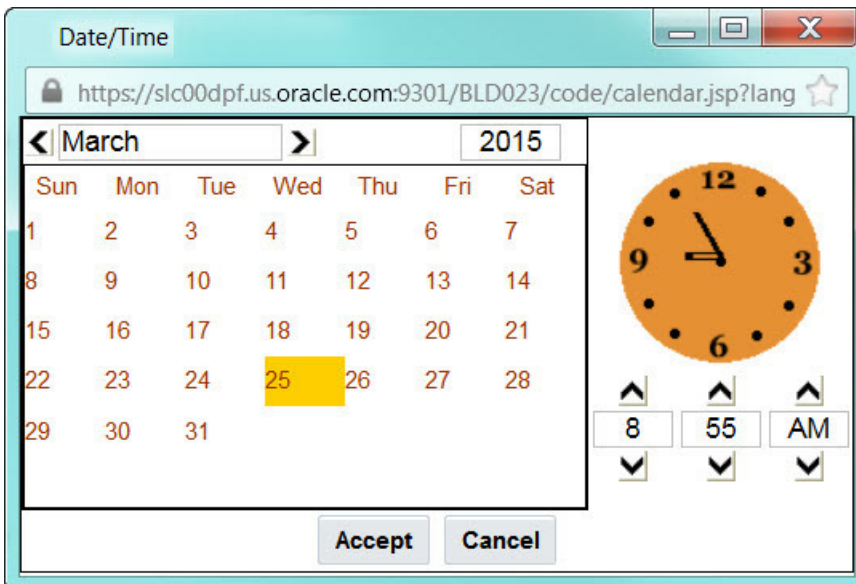 Date/Time
https://slc00dpf.us.oracle.com:9301/BLD023/code/calendar.jsp?lang
March 2015
Sun Mon Tue Wed Thu Fri Sat
1 2 3 4 5 6 7
8 9 10 11 12 13 14
15 16 17 18 19 20 21
22 23 24 25 26 27 28
29 30 31
12
9 3
6
8 55 AM
Accept Cancel